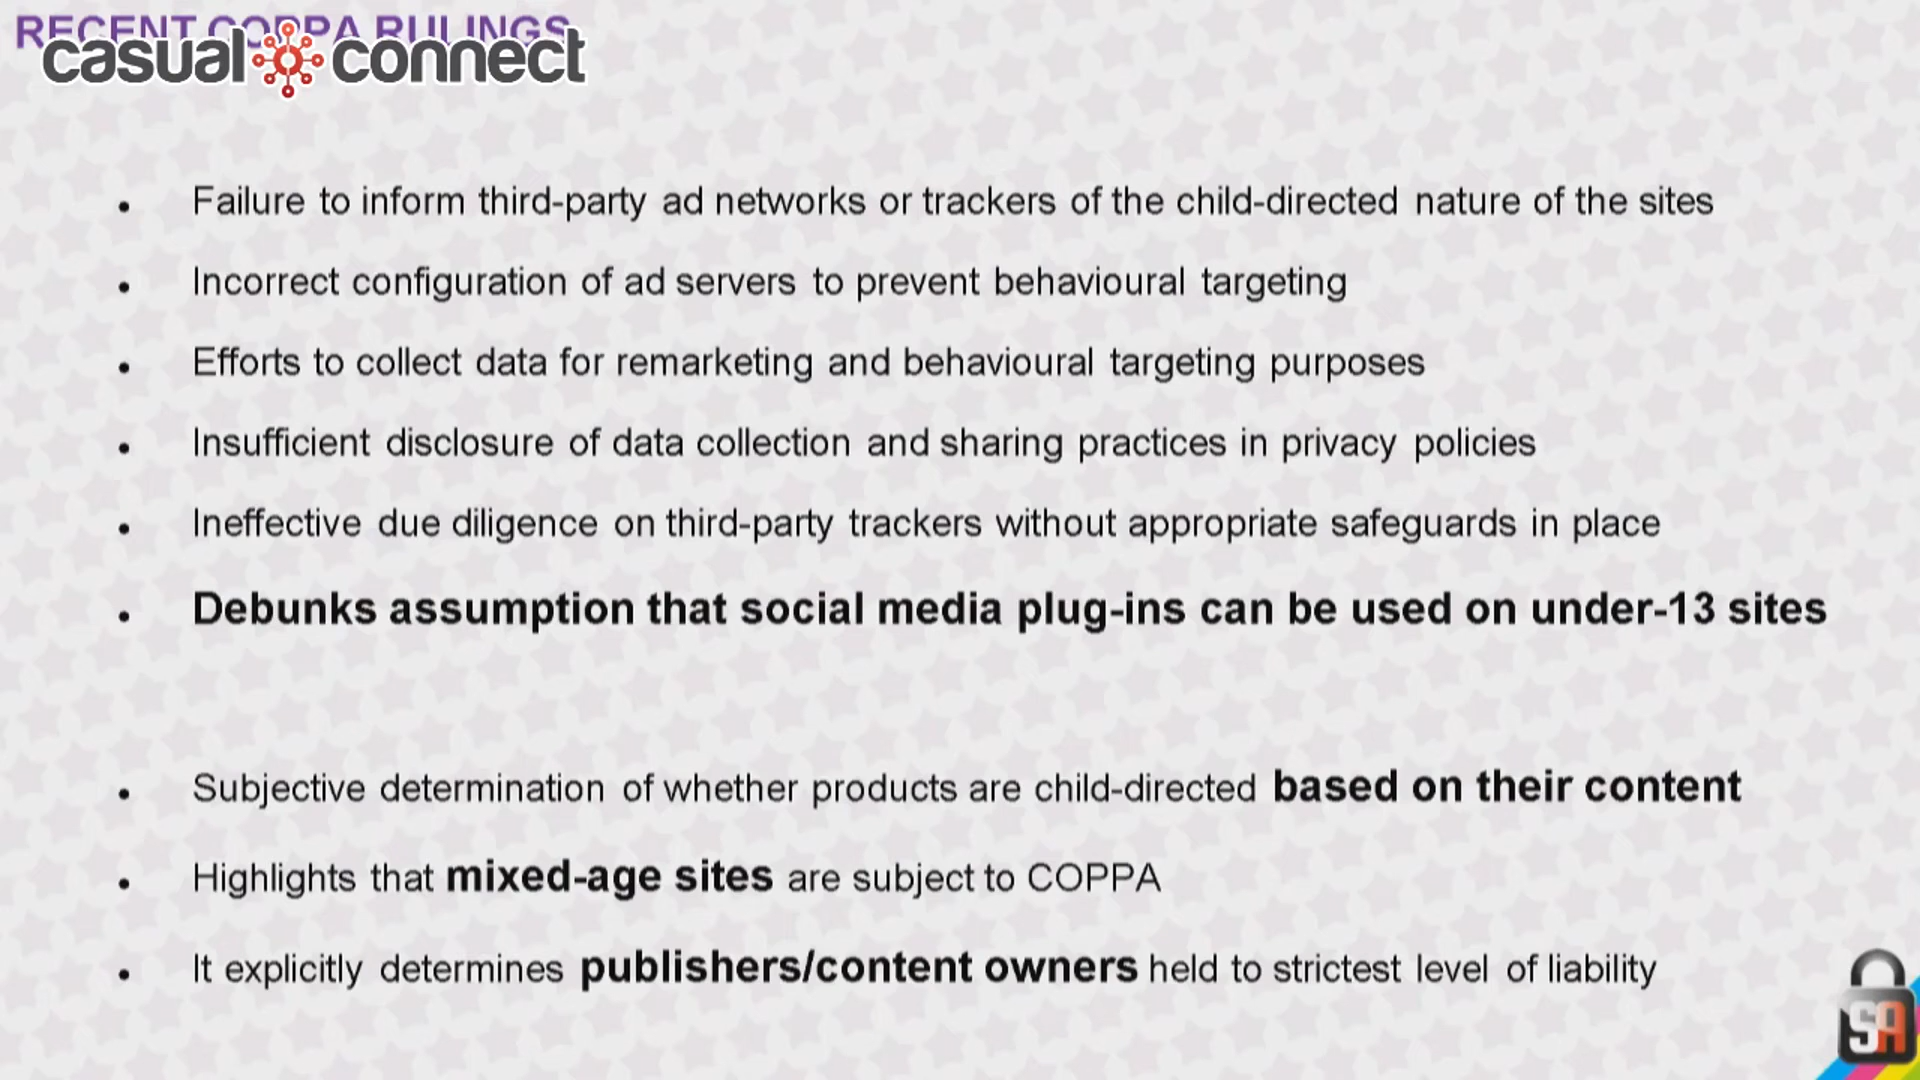 RECENT COPPA RULINGS
casual connect
Failure to inform third-party ad networks or trackers of the child-directed nature of the sites
Incorrect configuration of ad servers to prevent behavioural targeting
Efforts to collect data for remarketing and behavioural targeting purposes
Insufficient disclosure of data collection and sharing practices in privacy policies
Ineffective due diligence on third-party trackers without appropriate safeguards in place
Debunks assumption that social media plug-ins can be used on under-13 sites
Subjective determination of whether products are child-directed based on their content
Highlights that mixed-age sites are subject to COPPA
It explicitly determines publishers/content owners held to strictest level of liability
SA